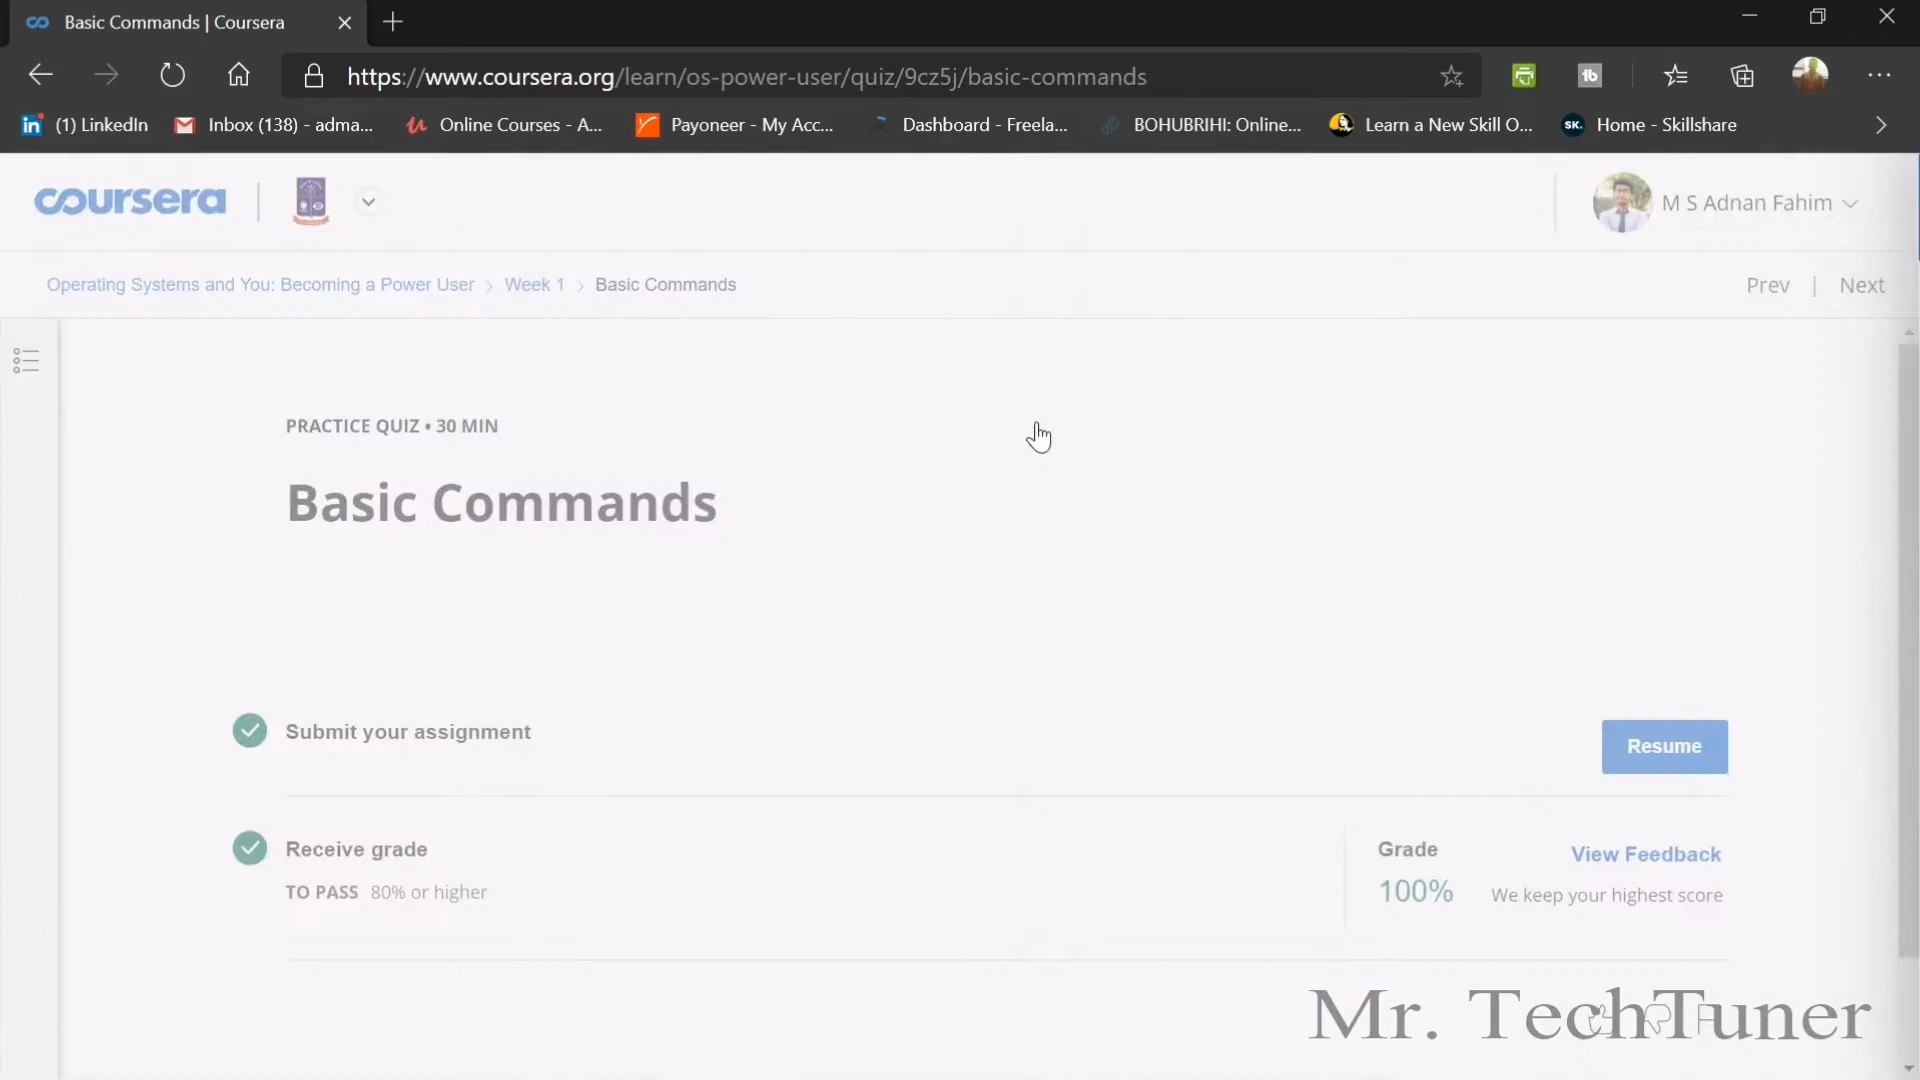 Basic Commands | Coursera
https://www.coursera.org/learn/os-power-user/quiz/9cz5j/basic-commands
1b
in (1) LinkedIn
Inbox (138) - adma...
Online Courses - A...
Payoneer - My Acc...
Dashboard - Freela...
BOHUBRIHI: Online...
Learn a New Skill O...
SK. Home - Skillshare
coursera
M S Adnan Fahim
Operating Systems and You: Becoming a Power User > Week 1 > Basic Commands
Prev | Next
PRACTICE QUIZ • 30 MIN
Basic Commands
Submit your assignment
Resume
Receive grade
TO PASS 80% or higher
Grade
100%
View Feedback
We keep your highest score
Mr. TechTuner